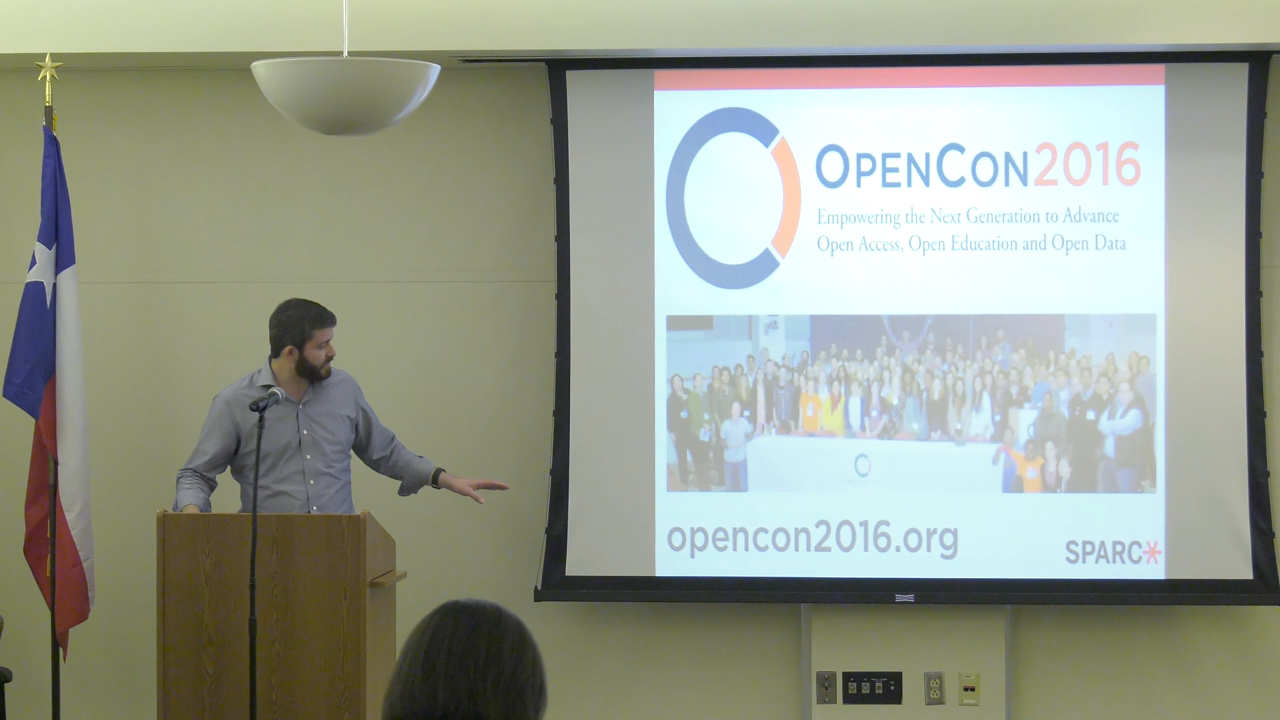 OPENCON2016
Empowering the Next Generation to Advance
Open Access, Open Education and Open Data
opencon2016.org
SPARC